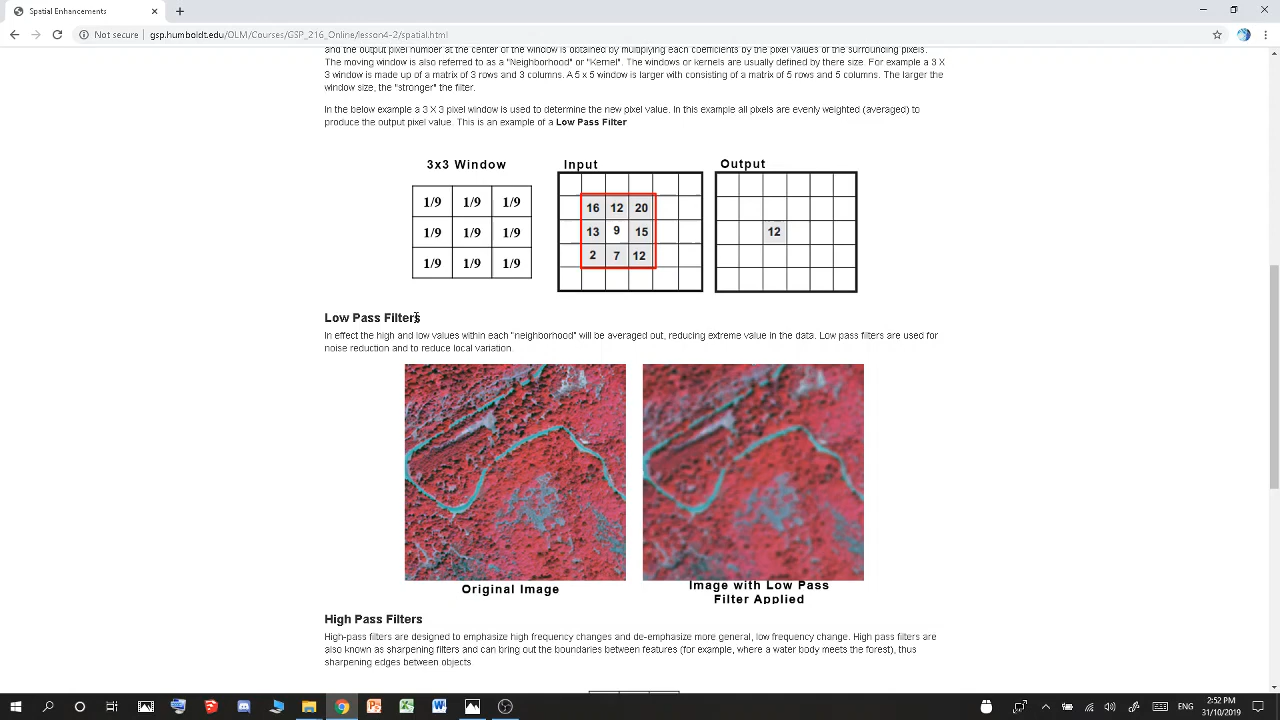 Spatial Enhancements
Not secure | gsp.humboldt.edu/OLM/Courses/GSP_216_Online/lesson4-2/spatial.html
and the output pixel number at the center of the window is obtained by multiplying each coefficients by the pixel values of the surrounding pixels.
The moving window is also referred to as a "Neighborhood" or "Kernel". The windows or kernels are usually defined by there size. For example a 3 X
3 window is made up of a matrix of 3 rows and 3 columns. A 5 x 5 window is larger with consisting of a matrix of 5 rows and 5 columns. The larger the
window size, the "stronger" the filter.
In the below example a 3 X 3 pixel window is used to determine the new pixel value. In this example all pixels are evenly weighted (averaged) to
produce the output pixel value. This is an example of a Low Pass Filter
3x3 Window Input Output
1/9 1/9 1/9
1/9 1/9 1/9
1/9 1/9 1/9
16 12 20
13 9 15
2 7 12
12
Low Pass Filters
In effect the high and low values within each "neighborhood" will be averaged out, reducing extreme value in the data. Low pass filters are used for
noise reduction and to reduce local variation.
Original Image
Image with Low Pass
Filter Applied
High Pass Filters
High-pass filters are designed to emphasize high frequency changes and de-emphasize more general, low frequency change. High pass filters are
also known as sharpening filters and can bring out the boundaries between features (for example, where a water body meets the forest), thus
sharpening edges between objects.
ENG
2:52 PM
31/10/2019